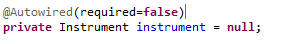 @Autowired(required=false)
private Instrument instrument = null;